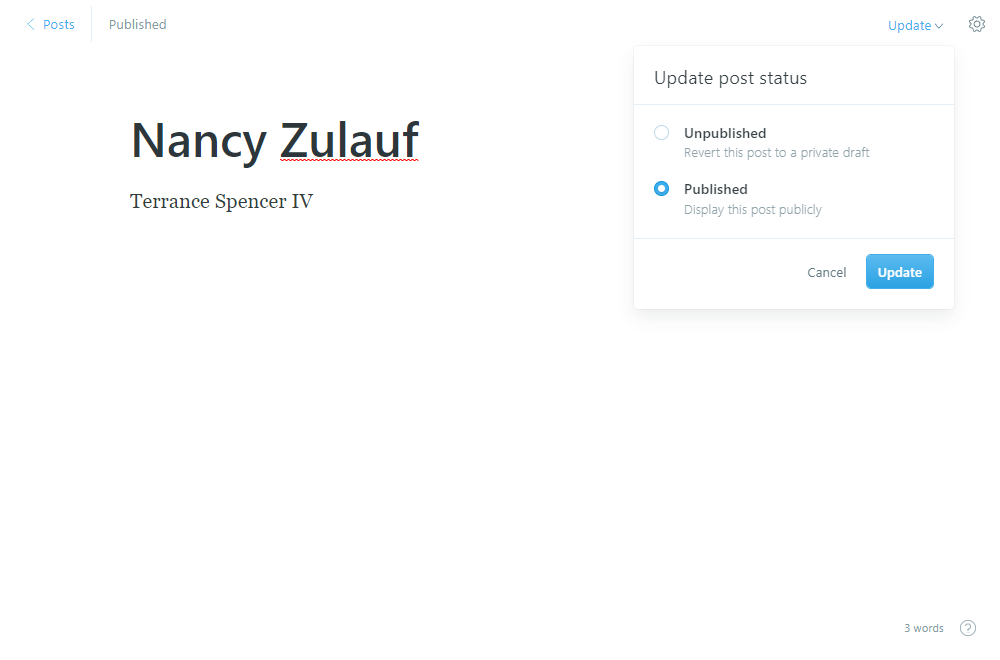 Posts
Published
Update
Update post status
Unpublished
Revert this post to a private draft
Published
Display this post publicly
Cancel
Update
Nancy Zulauf
Terrance Spencer IV
3 words
?